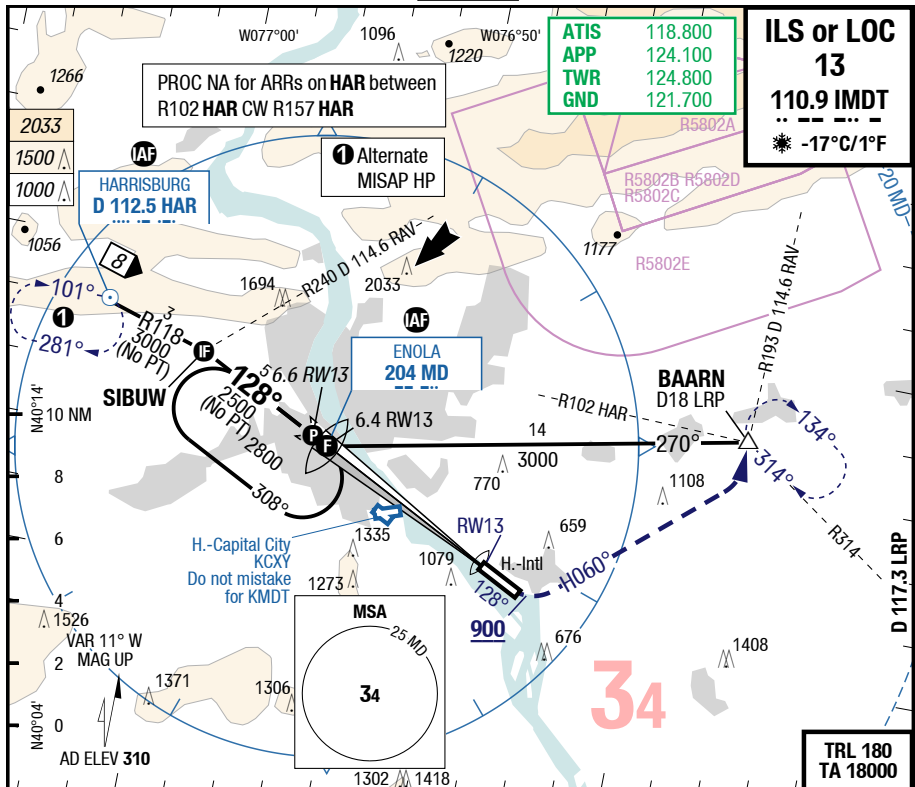 W077°00'
1096
W076°50'
1220
1266
ATIS 118.800
APP 124.100
TWR 124.800
GND 121.700
ILS or LOC
13
110.9 IMDT
-17°C/1°F
PROC NA for ARRs on HAR between
R102 HAR CW R157 HAR
2033
1500
1000
1056
IAF
HARRISBURG
D 112.5 HAR
1 Alternate
MISAP HP
R5802A
R5802B R5802D
R5802C
R5802E
20 MD
1177
8
R240 D 114.6 RAV
2033
1694
101°
1
281°
3
R118
3000
(No PT)
IF
SIBUW
IAF
ENOLA
204 MD
R193 D 114.6 RAV
5
6.6 RW13
128°
2500
(No PT)
2800
308°
P
F
6.4 RW13
R102 HAR
BAARN
D18 LRP
14
3000
270°
134°
314°
R314
D 117.3 LRP
N40°14'
10 NM
8
6
4
2
0
N40°04'
770
1108
659
RW13
H.-Intl
H060°
128°
900
1335
1079
1273
H.-Capital City
KCXY
Do not mistake
for KMDT
676
1408
1526
VAR 11° W
MAG UP
1371
1306
AD ELEV 310
MSA
25 MD
34
34
1302
1418
TRL 180
TA 18000